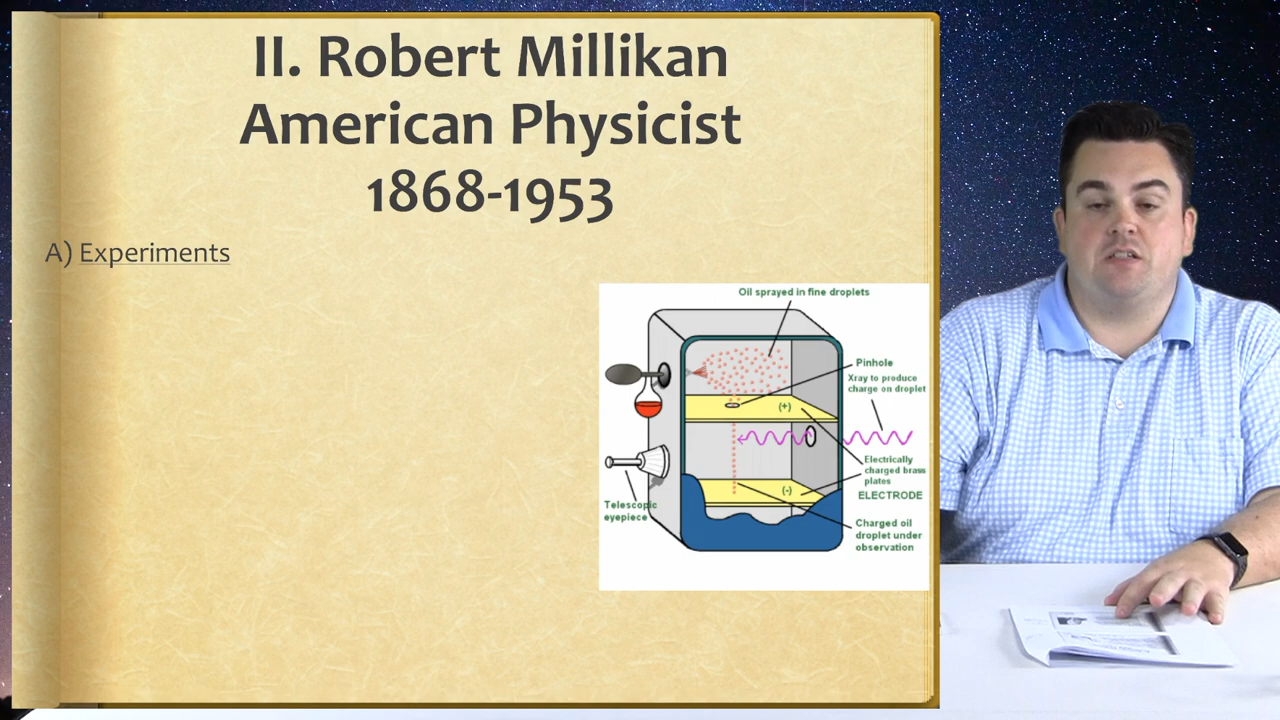 II. Robert Millikan
American Physicist
1868-1953
A) Experiments
Oil sprayed in fine droplets
Pinhole
Xray to produce
charge on droplet
(+)
Electrically
charged brass
plates
(-)
ELECTRODE
Telescopic
eyepiece
Charged oil
droplet under
observation